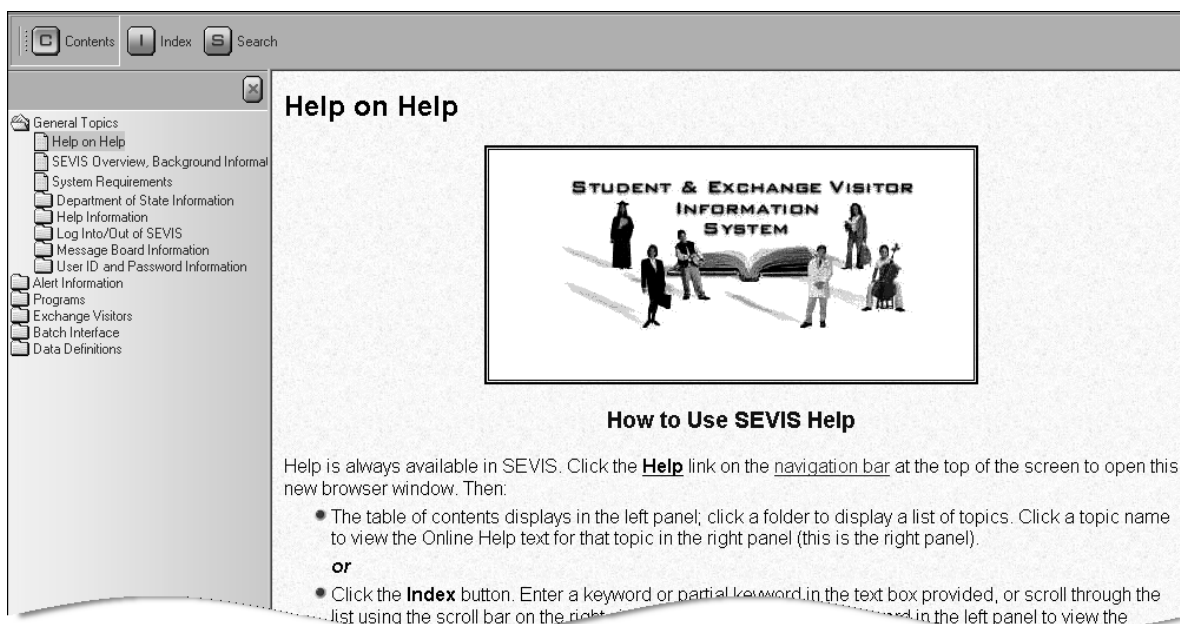 C Contents I Index S Search
General Topics
Help on Help
SEVIS Overview, Background Informat
System Requirements
Department of State Information
Help Information
Log Into/Out of SEVIS
Message Board Information
User ID and Password Information
Alert Information
Programs
Exchange Visitors
Batch Interface
Data Definitions
Help on Help
STUDENT & EXCHANGE VISITOR
INFORMATION
SYSTEM
How to Use SEVIS Help
Help is always available in SEVIS. Click the Help link on the navigation bar at the top of the screen to open this
new browser window. Then:
The table of contents displays in the left panel; click a folder to display a list of topics. Click a topic name
to view the Online Help text for that topic in the right panel (this is the right panel).
or
Click the Index button. Enter a keyword or partial keyword in the text box provided, or scroll through the
list using the scroll bar on the right in the left panel to view the